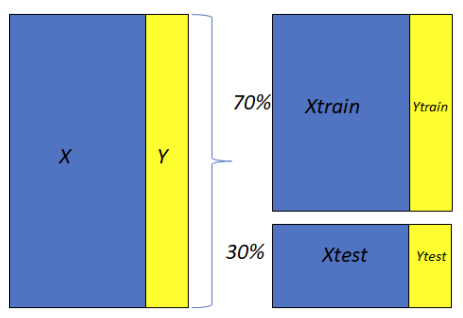 X
Y
70%
Xtrain
Ytrain
30%
Xtest
Ytest